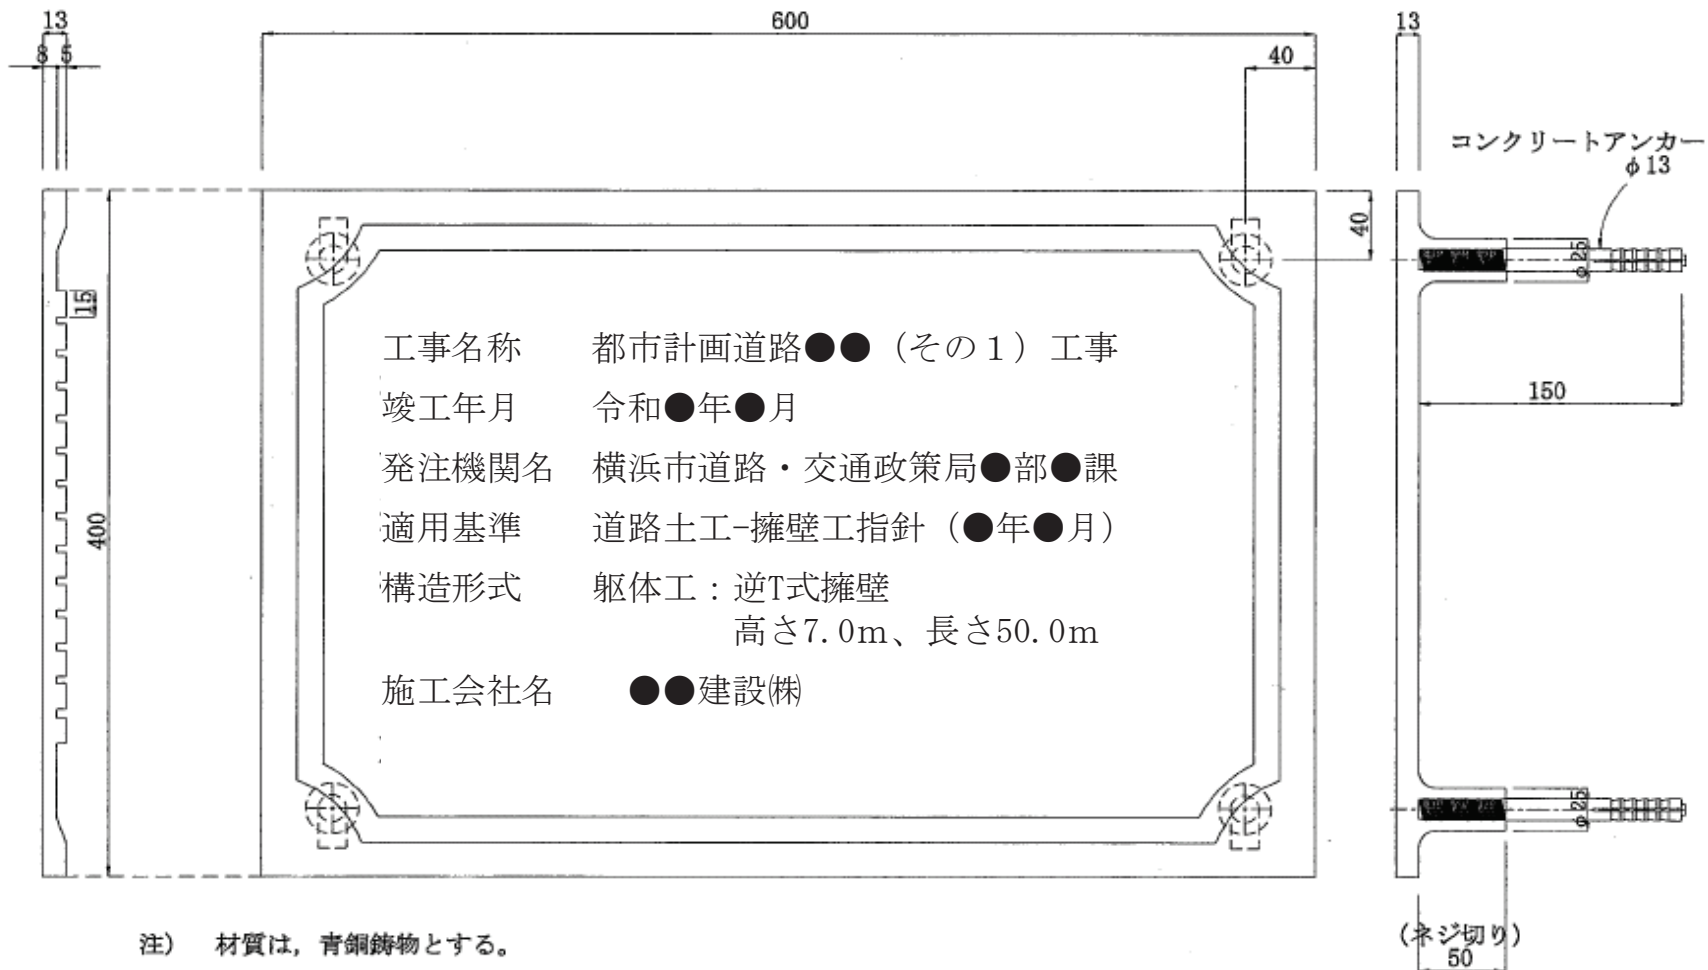 13
600
13
8 5
40
コンクリートアンカー
φ13
40
15
φ25
工事名称 都市計画道路●●（その１）工事
竣工年月 令和●年●月
150
発注機関名 横浜市道路・交通政策局●部●課
適用基準 道路土工-擁壁工指針（●年●月）
400
構造形式 躯体工：逆T式擁壁
高さ7.0m、長さ50.0m
施工会社名 ●●建設㈱
φ25
注） 材質は，青銅鋳物とする。
（ネジ切り）
50